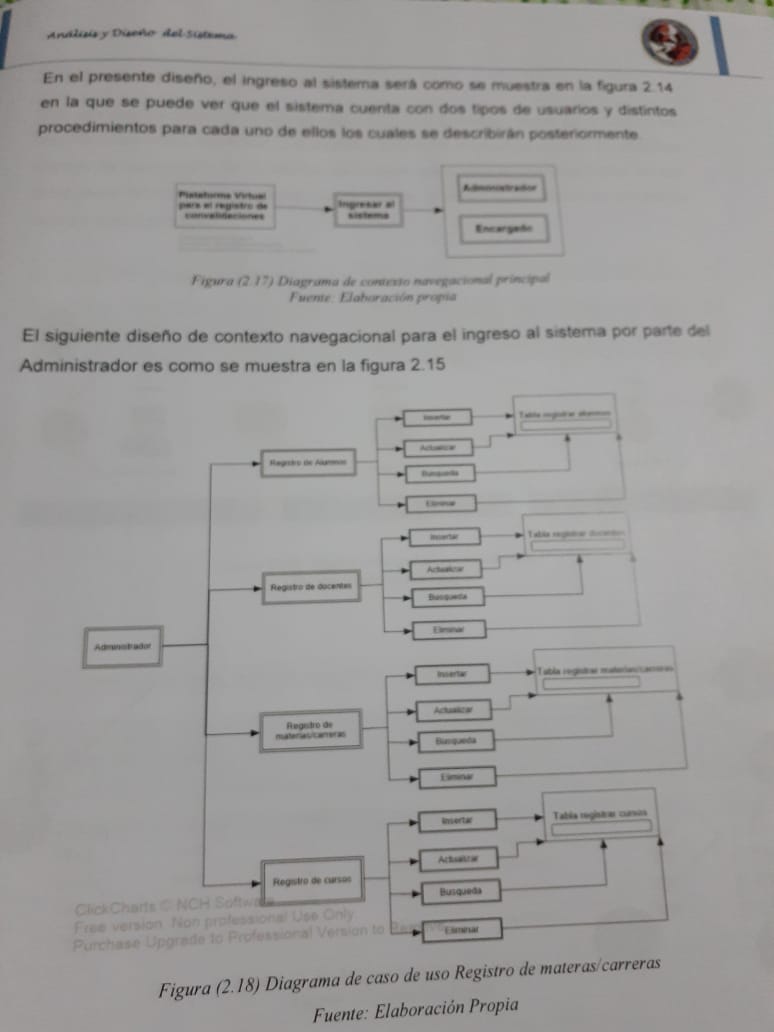 Análisis y Diseño del Sistema
En el presente diseño, el ingreso al sistema será como se muestra en la figura 2.14
en la que se puede ver que el sistema cuenta con dos tipos de usuarios y distintos
procedimientos para cada uno de ellos los cuales se describirán posteriormente.
Plataforma Virtual
para el registro de
convalidaciones
Ingresar al
sistema
Administrador
Encargado
Figura (2.17) Diagrama de contexto navegacional principal
Fuente: Elaboración propia
El siguiente diseño de contexto navegacional para el ingreso al sistema por parte del
Administrador es como se muestra en la figura 2.15
Administrador
Registro de Alumnos
Insertar
Actualizar
Busqueda
Eliminar
Tabla registrar alumnos
Registro de docentes
Insertar
Actualizar
Busqueda
Eliminar
Tabla registrar docentes
Registro de
materias/carreras
Insertar
Actualizar
Busqueda
Eliminar
Tabla registrar materias/carreras
Registro de cursos
Insertar
Actualizar
Busqueda
Eliminar
Tabla registrar cursos
ClickCharts © NCH Software
Free version. Non professional Use Only.
Purchase Upgrade to Professional Version to
Figura (2.18) Diagrama de caso de uso Registro de materas/carreras
Fuente: Elaboración Propia